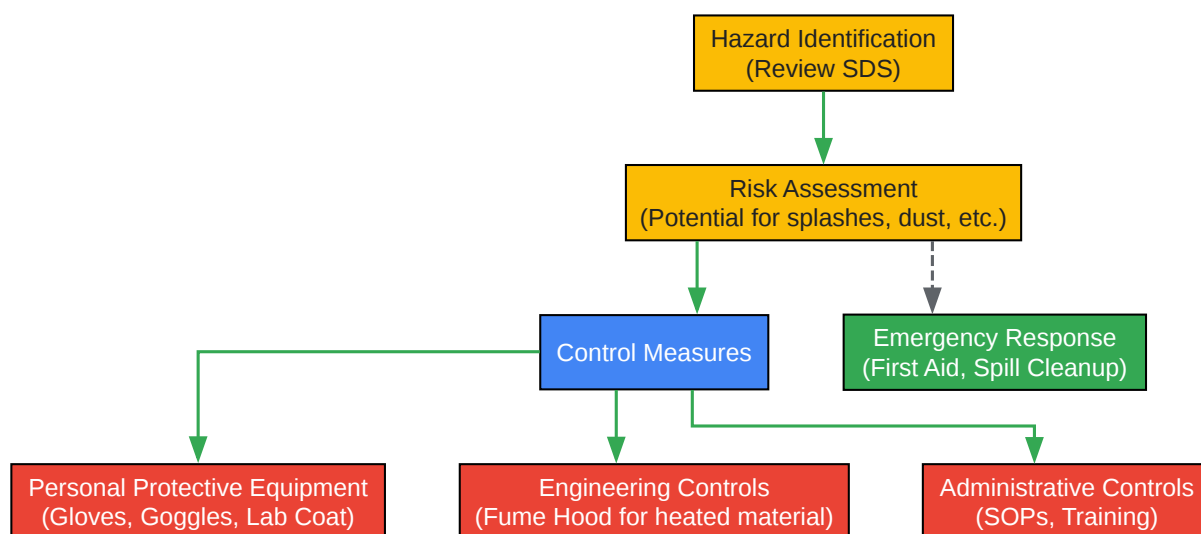 Hazard Identification
(Review SDS)
Risk Assessment
(Potential for splashes, dust, etc.)
Control Measures
Emergency Response
(First Aid, Spill Cleanup)
Personal Protective Equipment
(Gloves, Goggles, Lab Coat)
Engineering Controls
(Fume Hood for heated material)
Administrative Controls
(SOPs, Training)